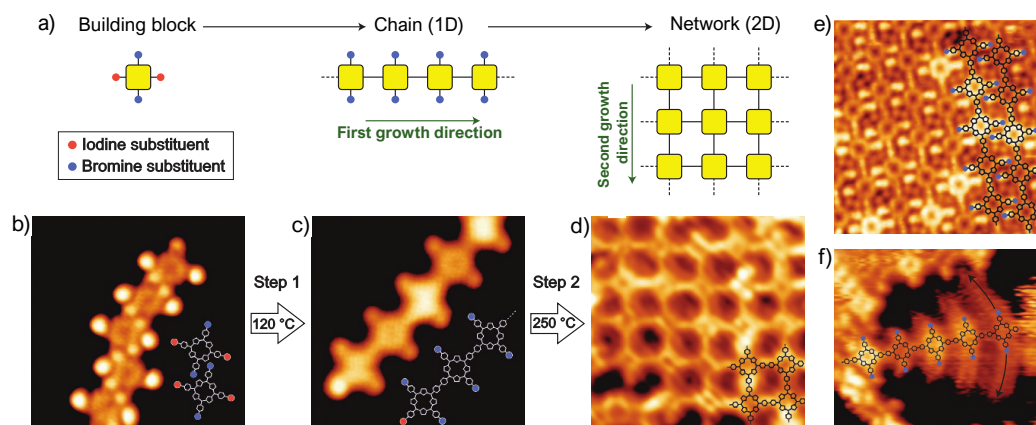 a)
Building block
Chain (1D)
Network (2D)
First growth direction
Second growth
direction
Iodine substituent
Bromine substituent
b)
Step 1
120 °C
c)
Step 2
250 °C
d)
e)
f)